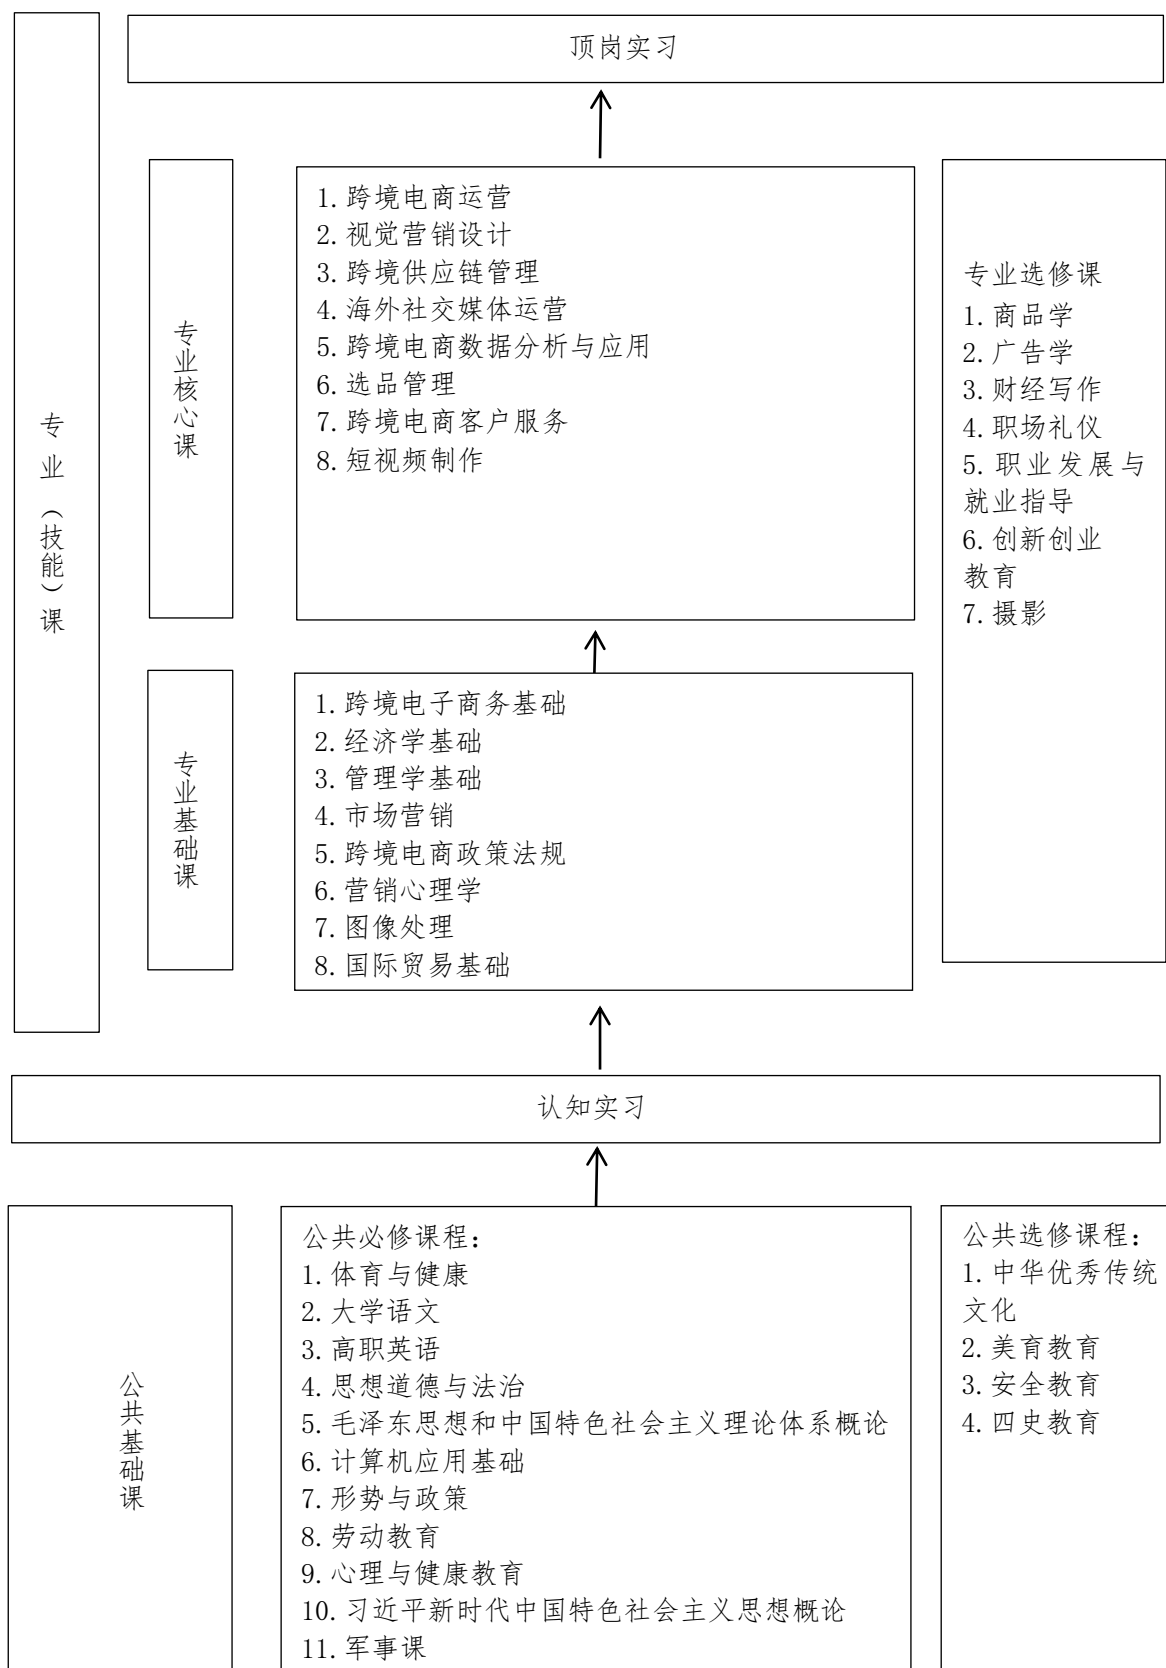 顶岗实习
专业（技能）课
专业核心课
1.跨境电商运营
2.视觉营销设计
3.跨境供应链管理
4.海外社交媒体运营
5.跨境电商数据分析与应用
6.选品管理
7.跨境电商客户服务
8.短视频制作
专业选修课
1.商品学
2.广告学
3.财经写作
4.职场礼仪
5.职业发展与
就业指导
6.创新创业
教育
7.摄影
专业基础课
1.跨境电子商务基础
2.经济学基础
3.管理学基础
4.市场营销
5.跨境电商政策法规
6.营销心理学
7.图像处理
8.国际贸易基础
认知实习
公共基础课
公共必修课程：
1.体育与健康
2.大学语文
3.高职英语
4.思想道德与法治
5.毛泽东思想和中国特色社会主义理论体系概论
6.计算机应用基础
7.形势与政策
8.劳动教育
9.心理与健康教育
10.习近平新时代中国特色社会主义思想概论
11.军事课
公共选修课程：
1.中华优秀传统
文化
2.美育教育
3.安全教育
4.四史教育